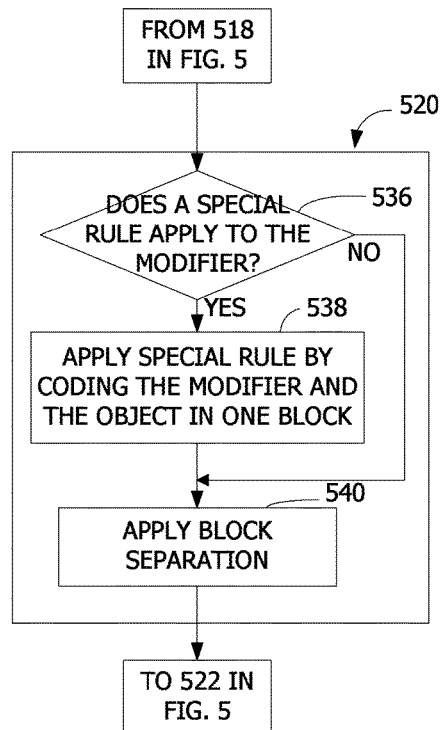 FROM 518
IN FIG. 5
520
DOES A SPECIAL
RULE APPLY TO THE
MODIFIER?
536
NO
YES
538
APPLY SPECIAL RULE BY
CODING THE MODIFIER AND
THE OBJECT IN ONE BLOCK
540
APPLY BLOCK
SEPARATION
TO 522 IN
FIG. 5